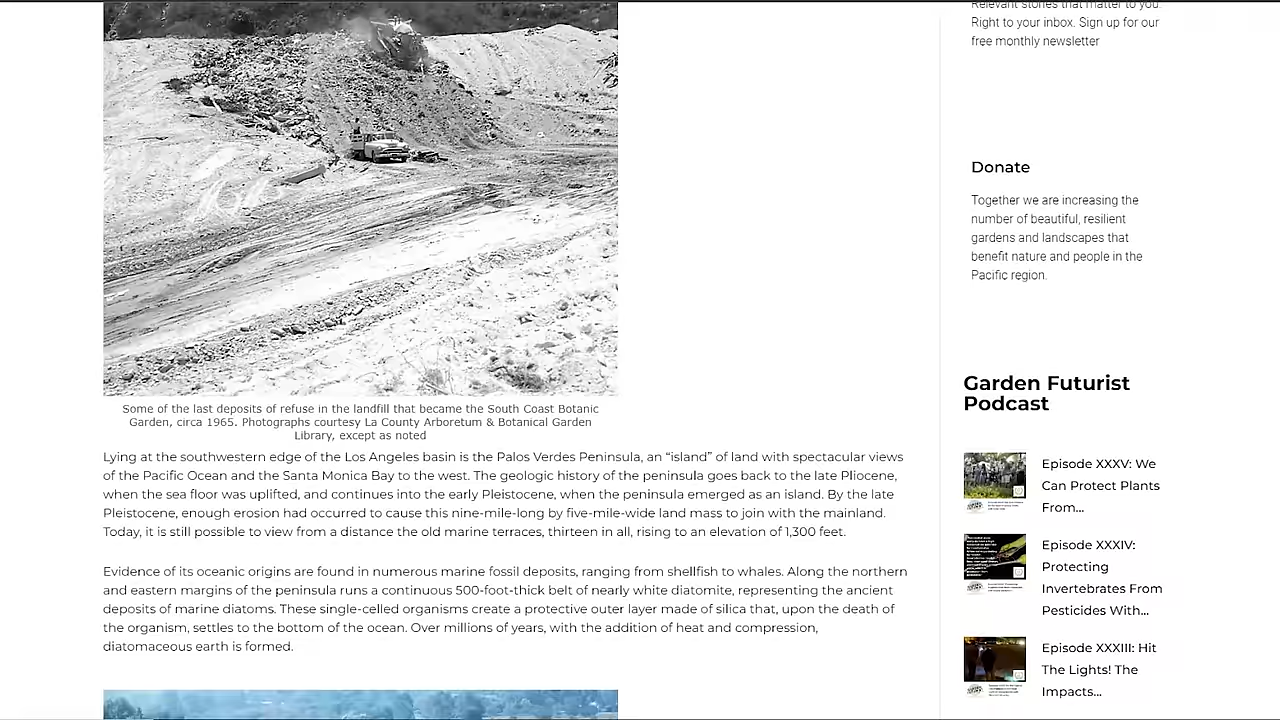 Relevant stories that matter to you.
Right to your inbox. Sign up for our
free monthly newsletter
Donate
Together we are increasing the
number of beautiful, resilient
gardens and landscapes that
benefit nature and people in the
Pacific region.
Garden Futurist
Podcast
Episode XXXV: We
Can Protect Plants
From...
Episode XXXIV:
Protecting
Invertebrates From
Pesticides With...
Episode XXXIII: Hit
The Lights! The
Impacts...
Some of the last deposits of refuse in the landfill that became the South Coast Botanic
Garden, circa 1965. Photographs courtesy La County Arboretum & Botanical Garden
Library, except as noted
Lying at the southwestern edge of the Los Angeles basin is the Palos Verdes Peninsula, an “island” of land with spectacular views
of the Pacific Ocean and the Santa Monica Bay to the west. The geologic history of the peninsula goes back to the late Pliocene,
when the sea floor was uplifted, and continues into the early Pleistocene, when the peninsula emerged as an island. By the late
Pleistocene, enough erosion had occurred to cause this nine-mile-long by four-mile-wide land mass to join with the mainland.
Today, it is still possible to view from a distance the old marine terraces, thirteen in all, rising to an elevation of 1,300 feet.
Evidence of its prehistoric life can be found in large fossil deposits ranging from shellfish to whales. Along the northern
and eastern of the peninsula runs a continuous vein of chalky, nearly white diatomite, representing the ancient
deposits of marine diatoms. These single-celled organisms create a protective outer layer made of silica that, upon the death of
the organism, settles to the bottom of the ocean. Over millions of years, with the addition of heat and compression,
diatomaceous earth is formed.